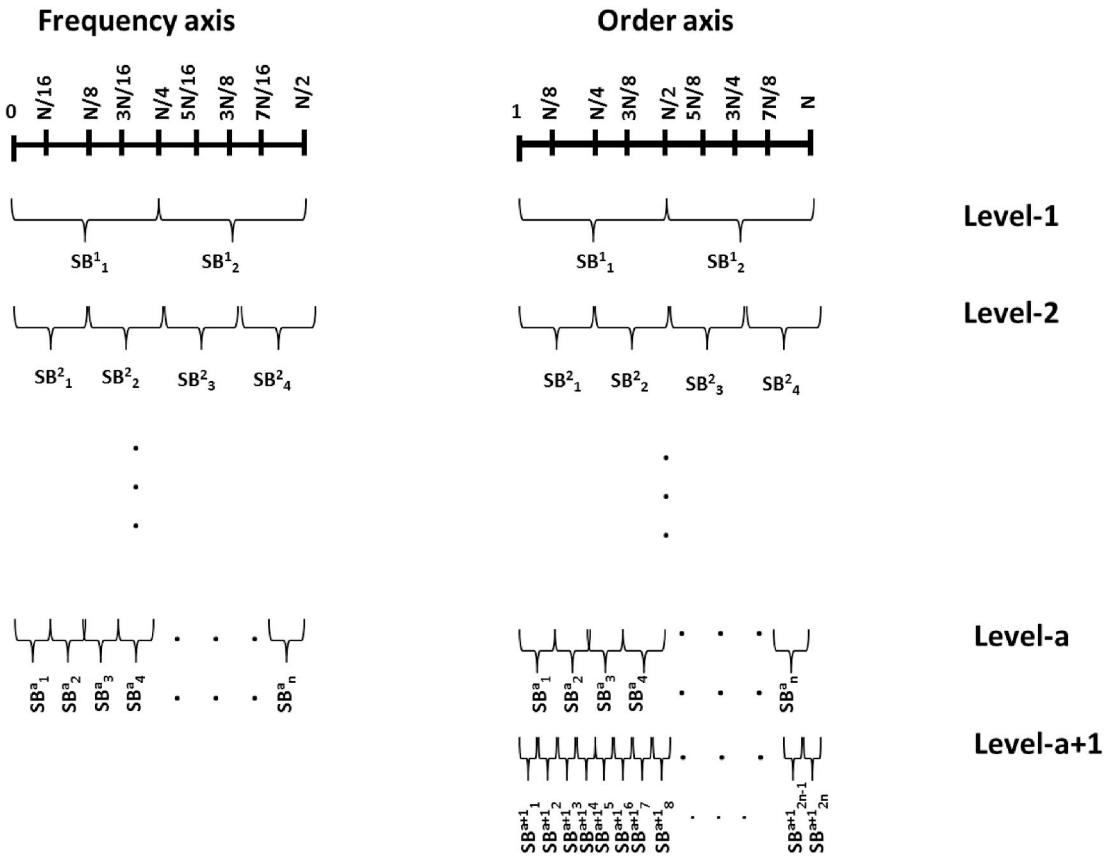 Frequency axis
Order axis
0 N/16 N/8 3N/16 N/4 5N/16 3N/8 7N/16 N/2
1 N/8 N/4 3N/8 N/2 5N/8 3N/4 7N/8 N
Level-1
SB¹₁ SB¹₂
SB¹₁ SB¹₂
Level-2
SB²₁ SB²₂ SB²₃ SB²₄
SB²₁ SB²₂ SB²₃ SB²₄
. . .
. . .
Level-a
SBᵃ₁ SBᵃ₂ SBᵃ₃ SBᵃ₄ . . . SBᵃₙ
SBᵃ₁ SBᵃ₂ SBᵃ₃ SBᵃ₄ . . . SBᵃₙ
Level-a+1
SBᵃ⁺¹₁ SBᵃ⁺¹₂ SBᵃ⁺¹₃ SBᵃ⁺¹₄ SBᵃ⁺¹₅ SBᵃ⁺¹₆ SBᵃ⁺¹₇ SBᵃ⁺¹₈ . . . SBᵃ⁺¹₂ₙ₋₁ SBᵃ⁺¹₂ₙ